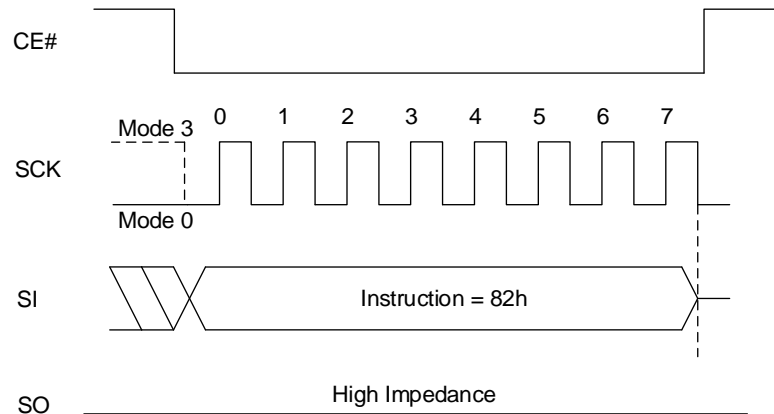 CE#
0 1 2 3 4 5 6 7
Mode 3
SCK
Mode 0
SI
Instruction = 82h
High Impedance
SO